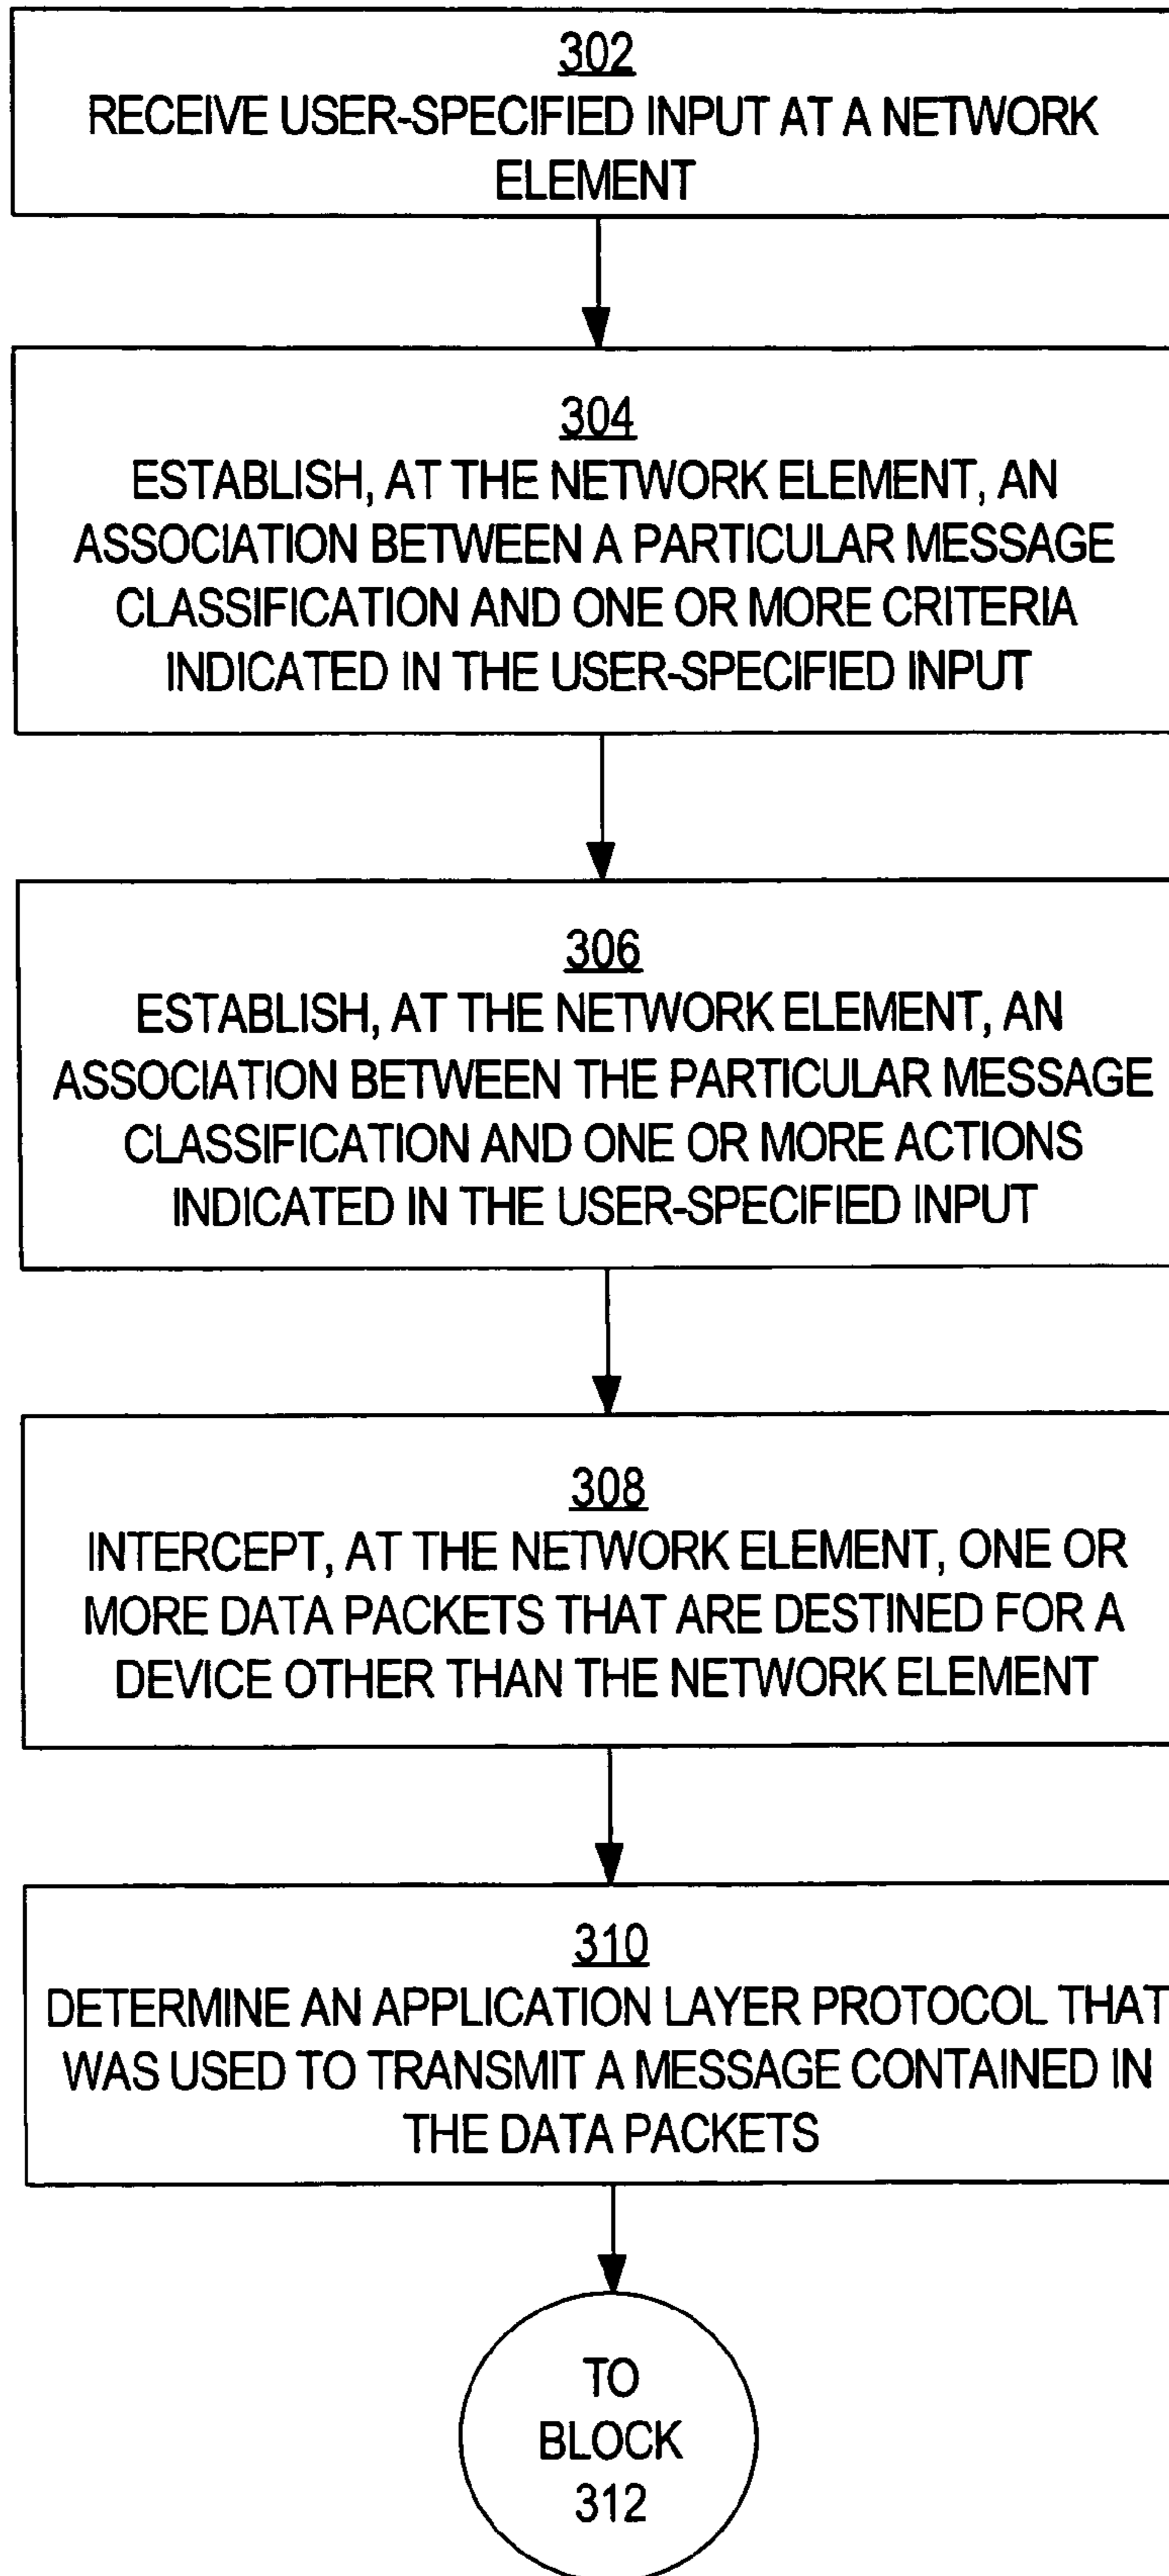 302
RECEIVE USER-SPECIFIED INPUT AT A NETWORK
ELEMENT
304
ESTABLISH, AT THE NETWORK ELEMENT, AN
ASSOCIATION BETWEEN A PARTICULAR MESSAGE
CLASSIFICATION AND ONE OR MORE CRITERIA
INDICATED IN THE USER-SPECIFIED INPUT
306
ESTABLISH, AT THE NETWORK ELEMENT, AN
ASSOCIATION BETWEEN THE PARTICULAR MESSAGE
CLASSIFICATION AND ONE OR MORE ACTIONS
INDICATED IN THE USER-SPECIFIED INPUT
308
INTERCEPT, AT THE NETWORK ELEMENT, ONE OR
MORE DATA PACKETS THAT ARE DESTINED FOR A
DEVICE OTHER THAN THE NETWORK ELEMENT
310
DETERMINE AN APPLICATION LAYER PROTOCOL THAT
WAS USED TO TRANSMIT A MESSAGE CONTAINED IN
THE DATA PACKETS
TO
BLOCK
312